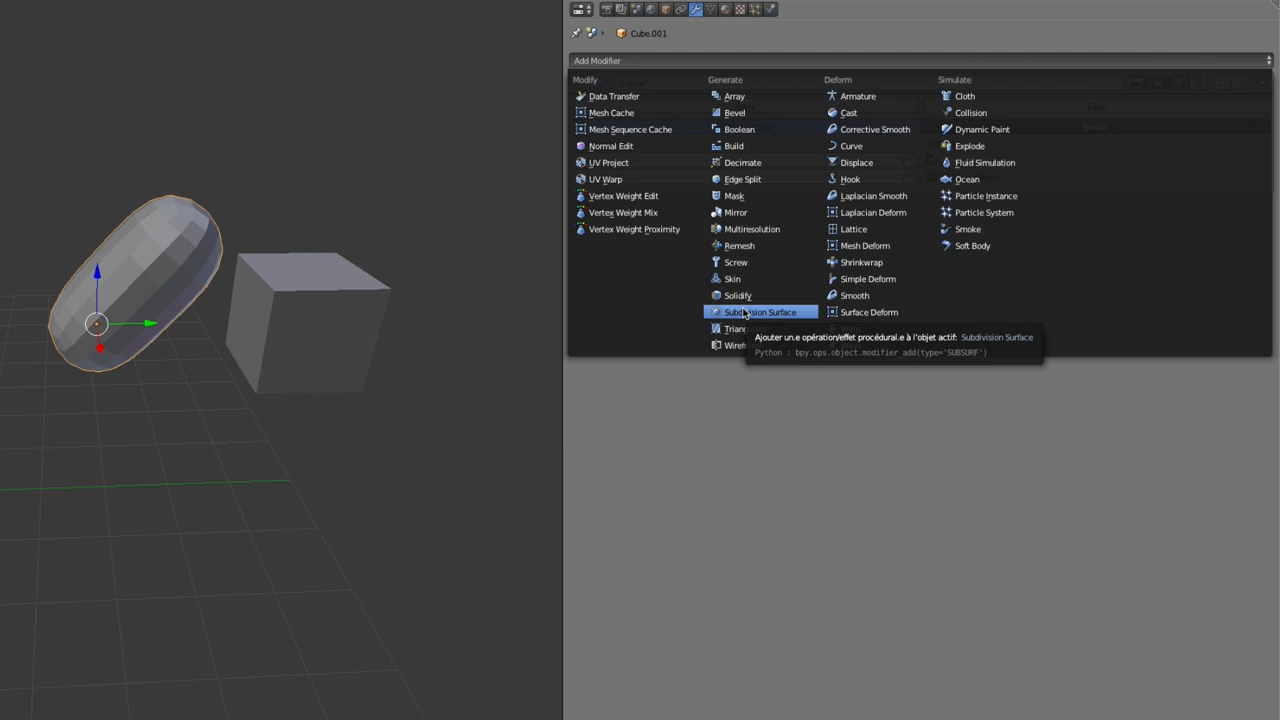 Cube.001
Add Modifier
Modify
Data Transfer
Mesh Cache
Mesh Sequence Cache
Normal Edit
UV Project
UV Warp
Vertex Weight Edit
Vertex Weight Mix
Vertex Weight Proximity
Generate
Array
Bevel
Boolean
Build
Decimate
Edge Split
Mask
Mirror
Multiresolution
Remesh
Screw
Skin
Solidify
Subdivision Surface
Deform
Armature
Cast
Corrective Smooth
Curve
Displace
Hook
Laplacian Smooth
Laplacian Deform
Lattice
Mesh Deform
Shrinkwrap
Simple Deform
Smooth
Surface Deform
Simulate
Cloth
Collision
Dynamic Paint
Explode
Fluid Simulation
Ocean
Particle Instance
Particle System
Smoke
Soft Body
Ajouter un.e opération/effet procédural.e à l'objet actif: Subdivision Surface
Python : bpy.ops.object.modifier_add(type='SUBSURF')